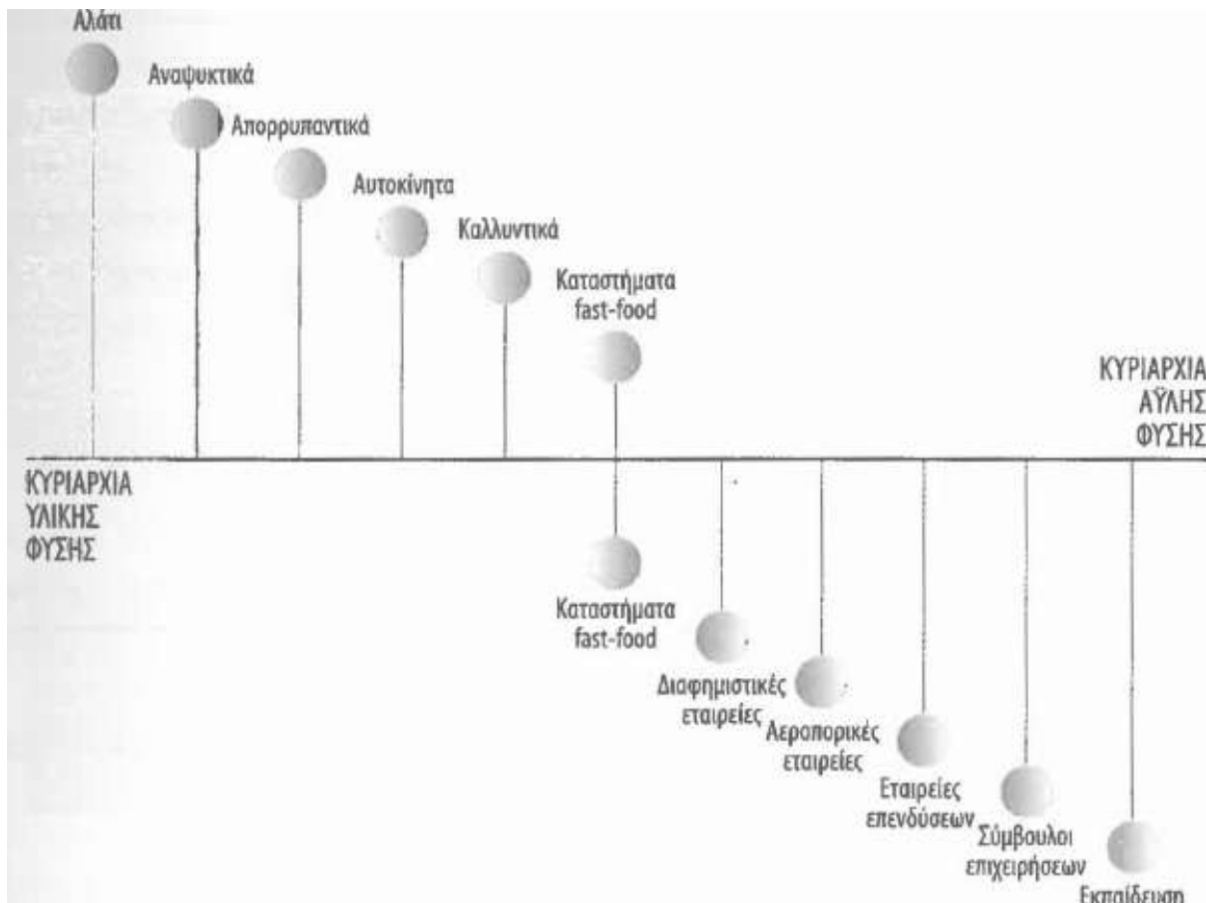 Αλάτι
Αναψυκτικά
Απορρυπαντικά
Αυτοκίνητα
Καλλυντικά
Καταστήματα
fast-food
ΚΥΡΙΑΡΧΙΑ
ΑΫΛΗΣ
ΦΥΣΗΣ
ΚΥΡΙΑΡΧΙΑ
ΥΛΙΚΗΣ
ΦΥΣΗΣ
Καταστήματα
fast-food
Διαφημιστικές
εταιρείες
Αεροπορικές
εταιρείες
Εταιρείες
επενδύσεων
Σύμβουλοι
επιχειρήσεων
Εκπαίδευση